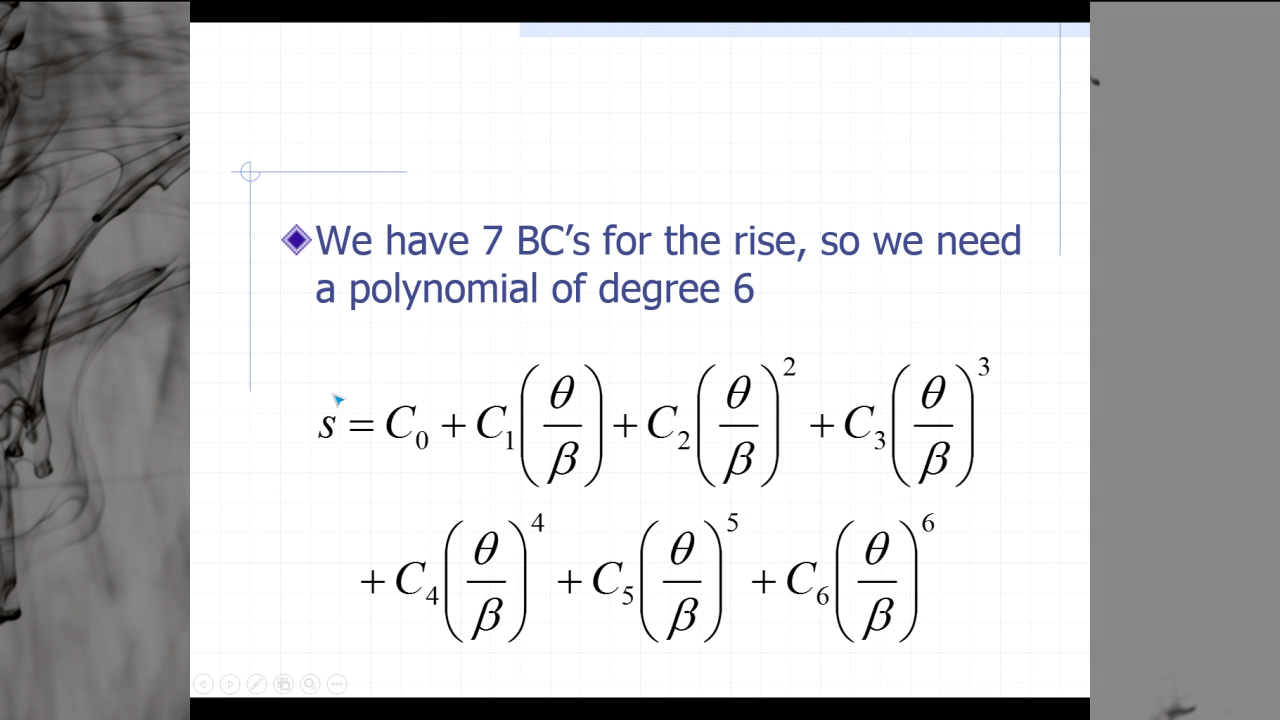 We have 7 BC’s for the rise, so we need
a polynomial of degree 6
s = C₀ + C₁(θ/β) + C₂(θ/β)² + C₃(θ/β)³
+ C₄(θ/β)⁴ + C₅(θ/β)⁵ + C₆(θ/β)⁶